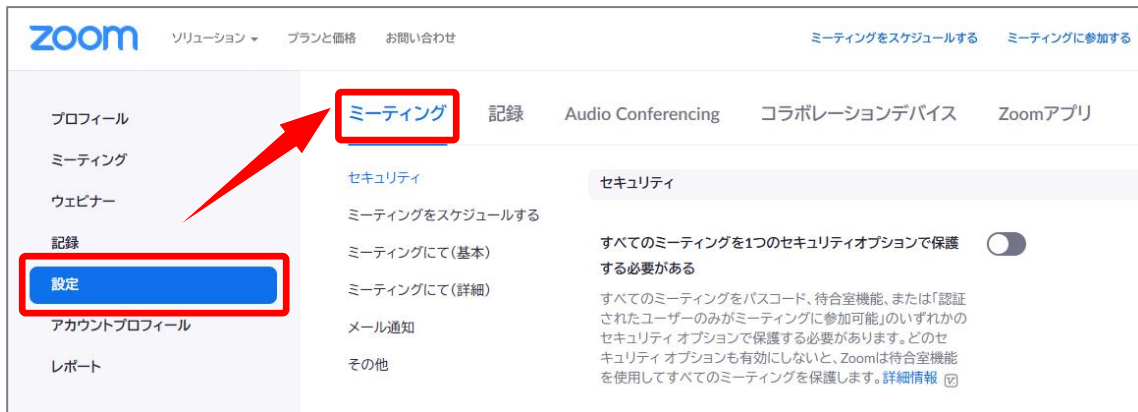 zoom
ソリューション
プランと価格
お問い合わせ
ミーティングをスケジュールする
ミーティングに参加する
プロフィール
ミーティング
ウェビナー
記録
設定
アカウントプロフィール
レポート
ミーティング
記録
Audio Conferencing
コラボレーションデバイス
Zoomアプリ
セキュリティ
ミーティングをスケジュールする
ミーティングにて(基本)
ミーティングにて(詳細)
メール通知
その他
セキュリティ
すべてのミーティングを1つのセキュリティオプションで保護
する必要がある
すべてのミーティングをパスコード、待合室機能、または「認証
されたユーザーのみがミーティングに参加可能」のいずれかの
セキュリティ オプションで保護する必要があります。どのセ
キュリティ オプションも有効にしないと、Zoomは待合室機能
を使用してすべてのミーティングを保護します。詳細情報